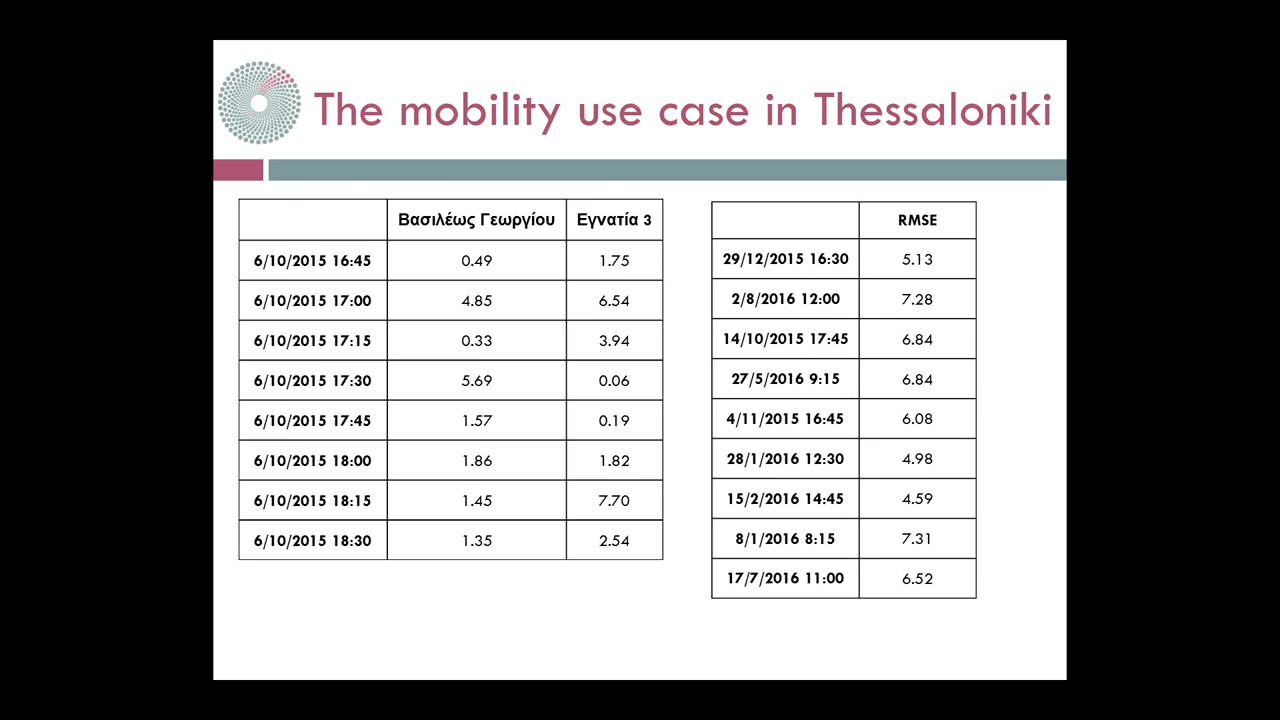 The mobility use case in Thessaloniki
Βασιλέως Γεωργίου Εγνατία 3
6/10/2015 16:45 0.49 1.75
6/10/2015 17:00 4.85 6.54
6/10/2015 17:15 0.33 3.94
6/10/2015 17:30 5.69 0.06
6/10/2015 17:45 1.57 0.19
6/10/2015 18:00 1.86 1.82
6/10/2015 18:15 1.45 7.70
6/10/2015 18:30 1.35 2.54
RMSE
29/12/2015 16:30 5.13
2/8/2016 12:00 7.28
14/10/2015 17:45 6.84
27/5/2016 9:15 6.84
4/11/2015 16:45 6.08
28/1/2016 12:30 4.98
15/2/2016 14:45 4.59
8/1/2016 8:15 7.31
17/7/2016 11:00 6.52